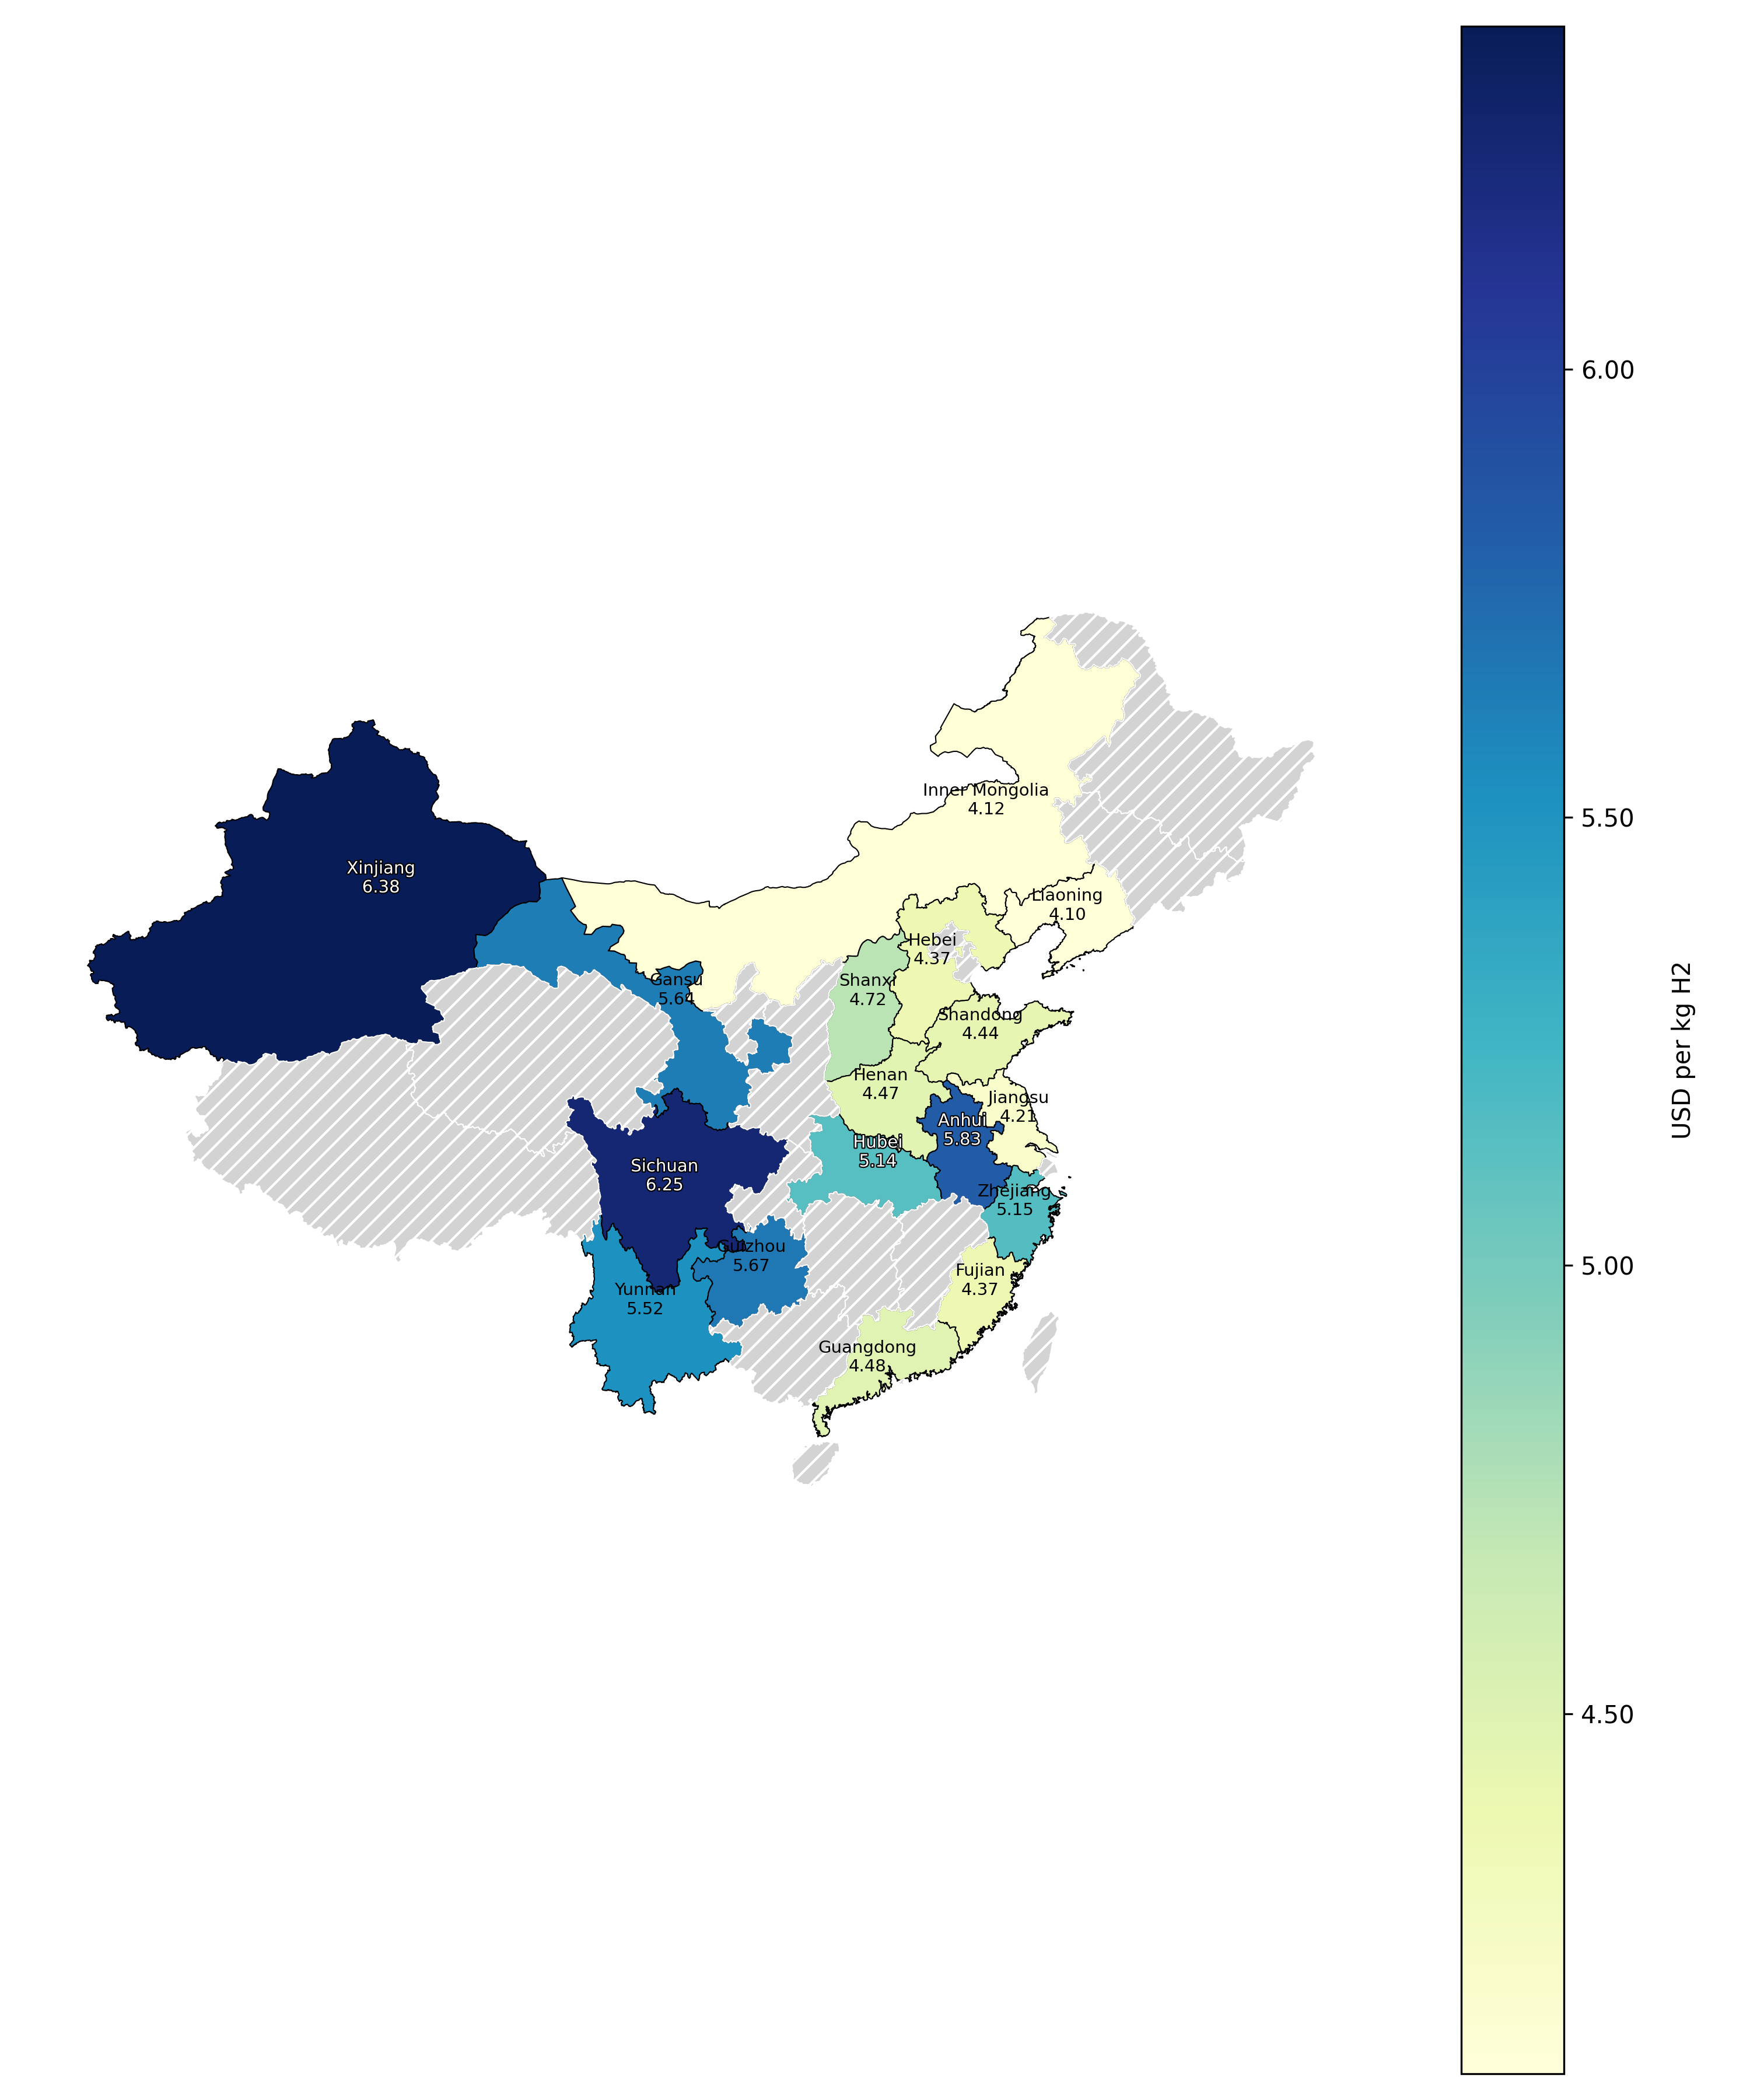 Inner Mongolia
4.12
Xinjiang
6.38
Liaoning
4.10
Hebei
4.37
Gansu
5.64
Shanxi
4.72
Shandong
4.44
Henan
4.47
Jiangsu
4.21
Anhui
5.83
Hubei
5.14
Sichuan
6.25
Zhejiang
5.15
Guizhou
5.67
Fujian
4.37
Yunnan
5.52
Guangdong
4.48
6.00
5.50
5.00
4.50
USD per kg H2